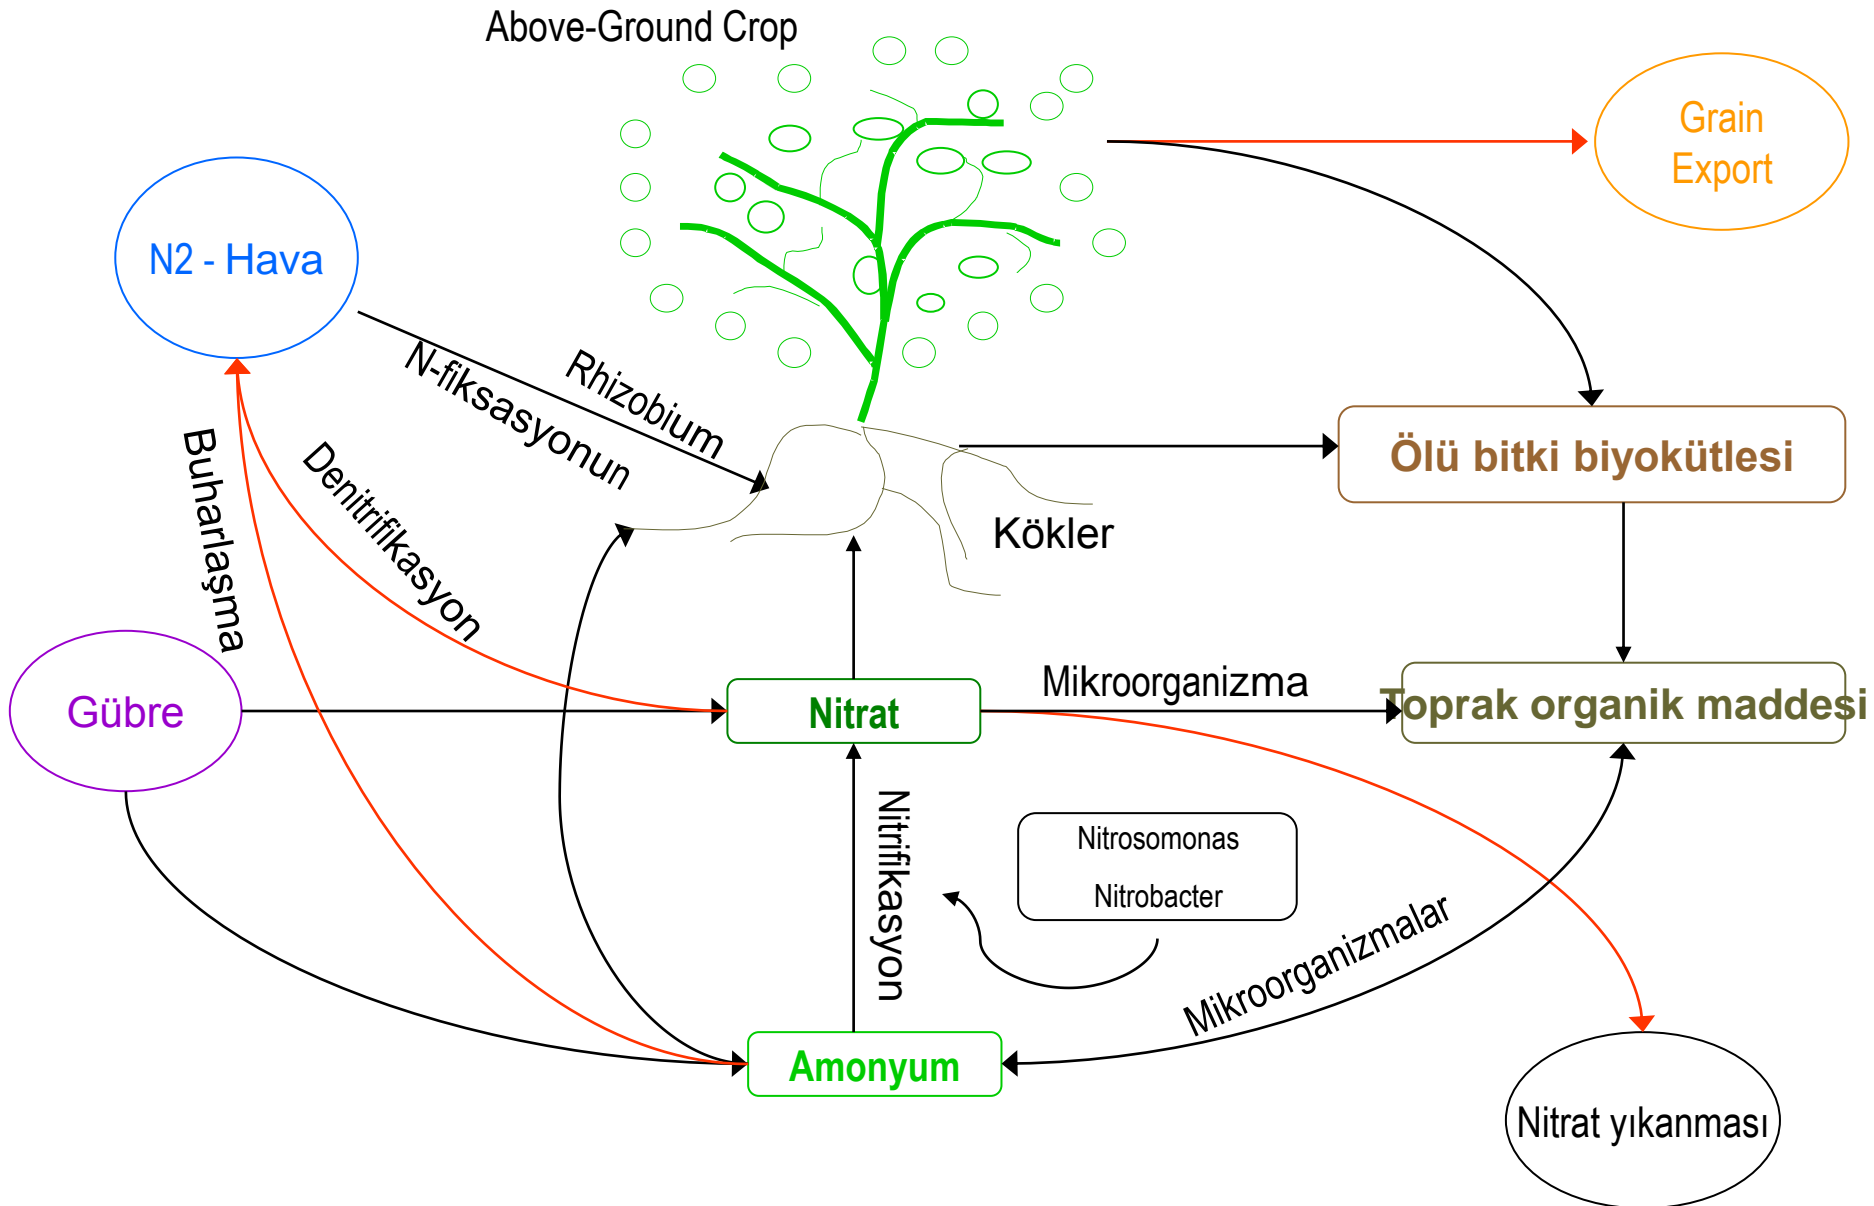 Above-Ground Crop
Grain
Export
N2 - Hava
Rhizobium
N-fiksasyonun
Buharlaşma
Denitrifikasyon
Ölü bitki biyokütlesi
Kökler
Gübre
Nitrat
Mikroorganizma
Toprak organik maddesi
Nitrifikasyon
Nitrosomonas
Nitrobacter
Mikroorganizmalar
Amonyum
Nitrat yıkanması